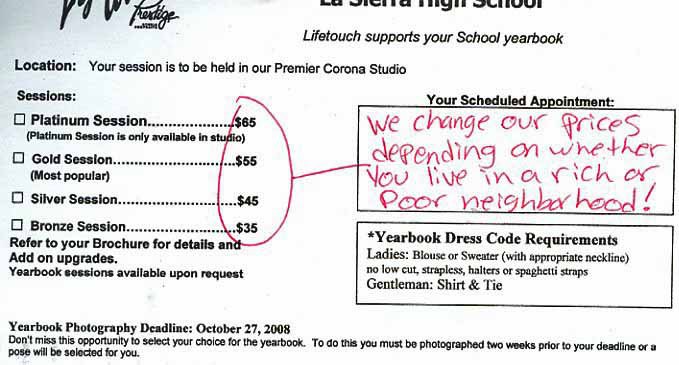 Prestige
La Sierra High School
Lifetouch supports your School yearbook
Location: Your session is to be held in our Premier Corona Studio
Sessions:
Your Scheduled Appointment:
☐ Platinum Session......................$65
(Platinum Session is only available in studio)
☐ Gold Session..............................$55
(Most popular)
☐ Silver Session............................$45
☐ Bronze Session..........................$35
Refer to your Brochure for details and
Add on upgrades.
Yearbook sessions available upon request
We change our prices
depending on whether
you live in a rich or
Poor neighborhood!
*Yearbook Dress Code Requirements
Ladies: Blouse or Sweater (with appropriate neckline)
no low cut, strapless, halters or spaghetti straps
Gentleman: Shirt & Tie
Yearbook Photography Deadline: October 27, 2008
Don't miss this opportunity to select your choice for the yearbook. To do this you must be photographed two weeks prior to your deadline or a
pose will be selected for you.